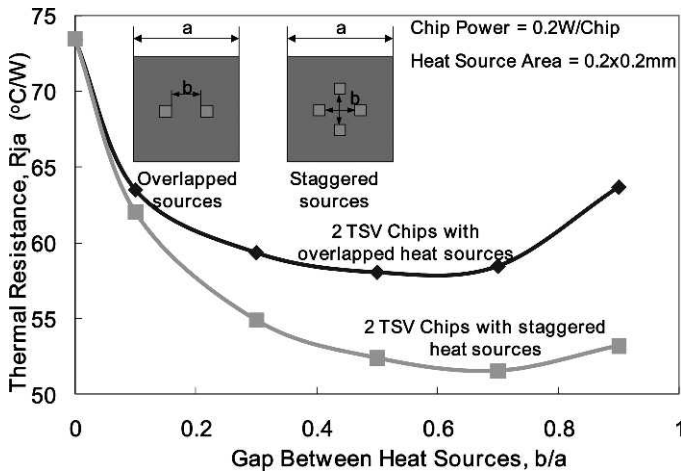 75
70
65
60
55
50
Thermal Resistance, Rja (°C/W)
a
b
Overlapped
sources
a
b
Staggered
sources
Chip Power = 0.2W/Chip
Heat Source Area = 0.2x0.2mm
2 TSV Chips with
overlapped heat sources
2 TSV Chips with staggered
heat sources
0 0.2 0.4 0.6 0.8 1
Gap Between Heat Sources, b/a